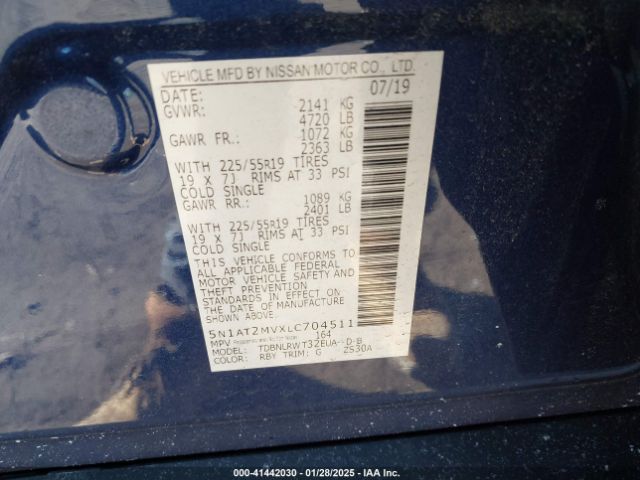 VEHICLE MFD BY NISSAN MOTOR CO., LTD.
DATE: 07/19
GVWR: 2141 KG
4720 LB
GAWR FR.: 1072 KG
2363 LB
WITH 225/55R19 TIRES
19 X 7J RIMS AT 33 PSI
COLD SINGLE
GAWR RR.: 1089 KG
2401 LB
WITH 225/55R19 TIRES
19 X 7J RIMS AT 33 PSI
COLD SINGLE
THIS VEHICLE CONFORMS TO
ALL APPLICABLE FEDERAL
MOTOR VEHICLE SAFETY AND
THEFT PREVENTION
STANDARDS IN EFFECT ON
THE DATE OF MANUFACTURE
SHOWN ABOVE.
5N1AT2MVXLC704511
MPV 164
MODEL: TDBNLRWT32EUA--D-B
COLOR: RBY TRIM: G ZS30A
000-41442030 — 01/28/2025 — IAA Inc.